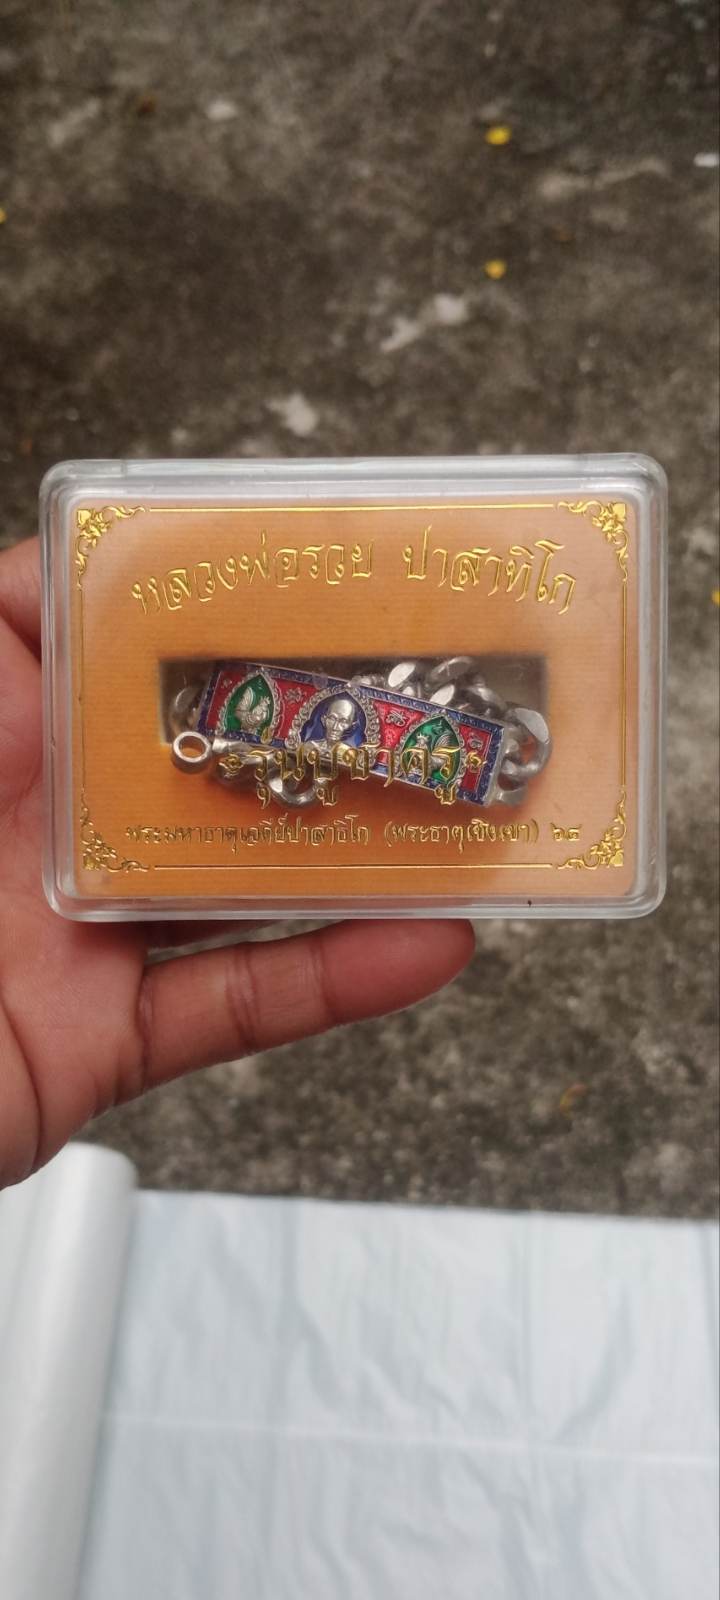 หลวงพ่อรวย ปาสาทิโก
รุ่นบูชาครู
พระมหาธาตุเจดีย์ปาสาธิโก (พระธาตุเชิงเขา) ๖๔